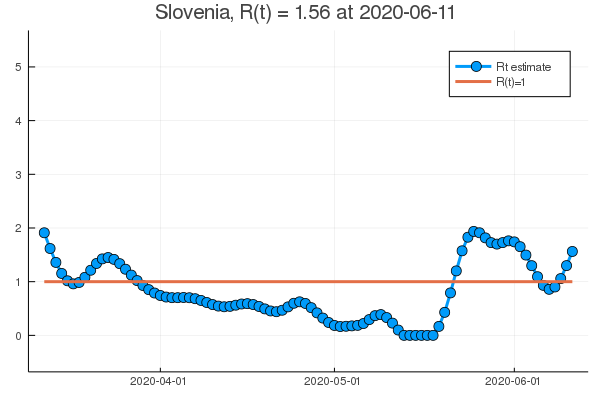 Slovenia, R(t) = 1.56 at 2020-06-11
Rt estimate
R(t)=1
5
4
3
2
1
0
2020-04-01 2020-05-01 2020-06-01